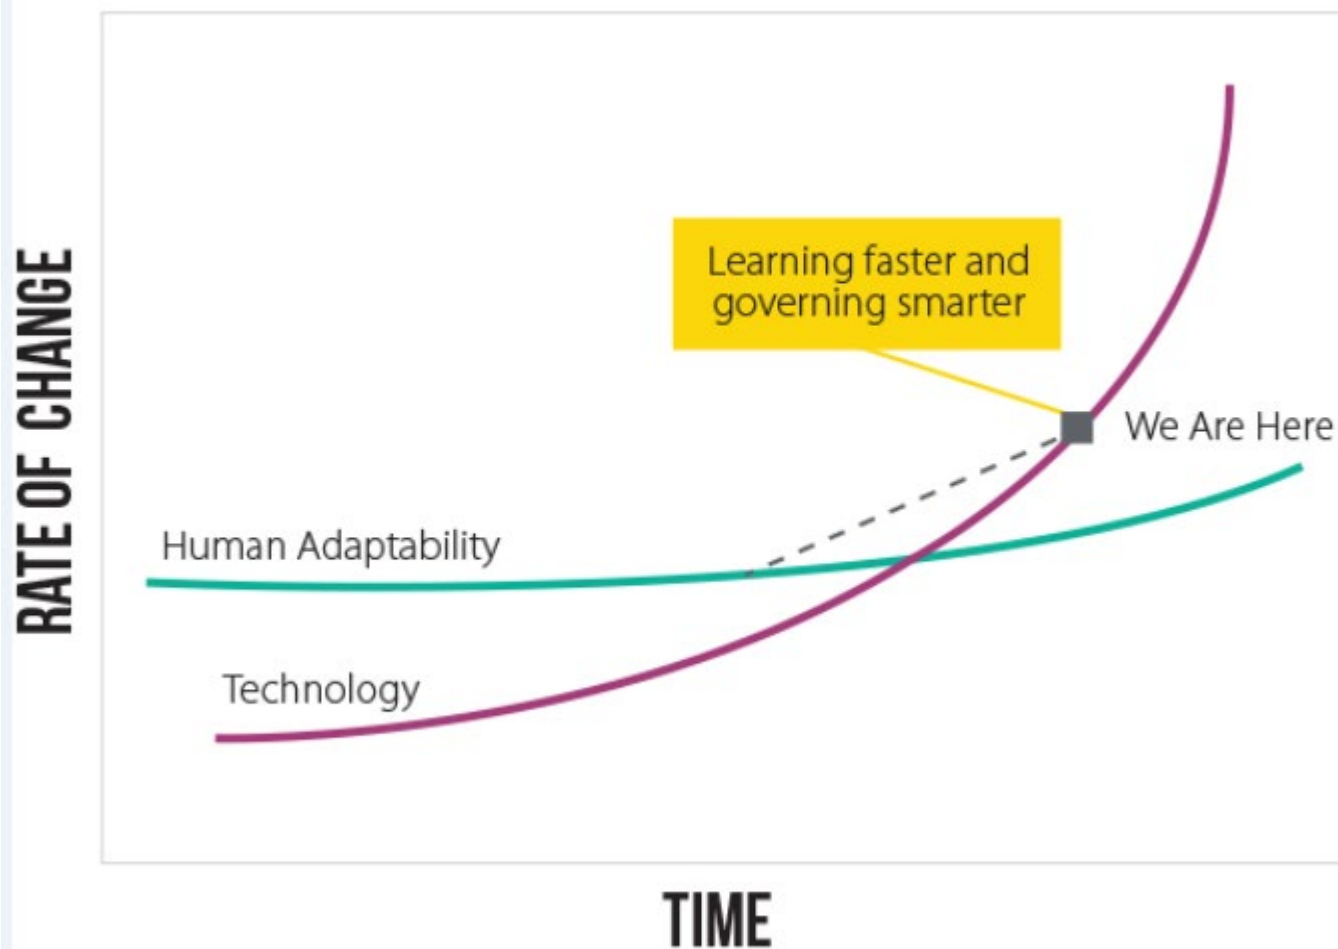 RATE OF CHANGE
Learning faster and
governing smarter
We Are Here
Human Adaptability
Technology
TIME